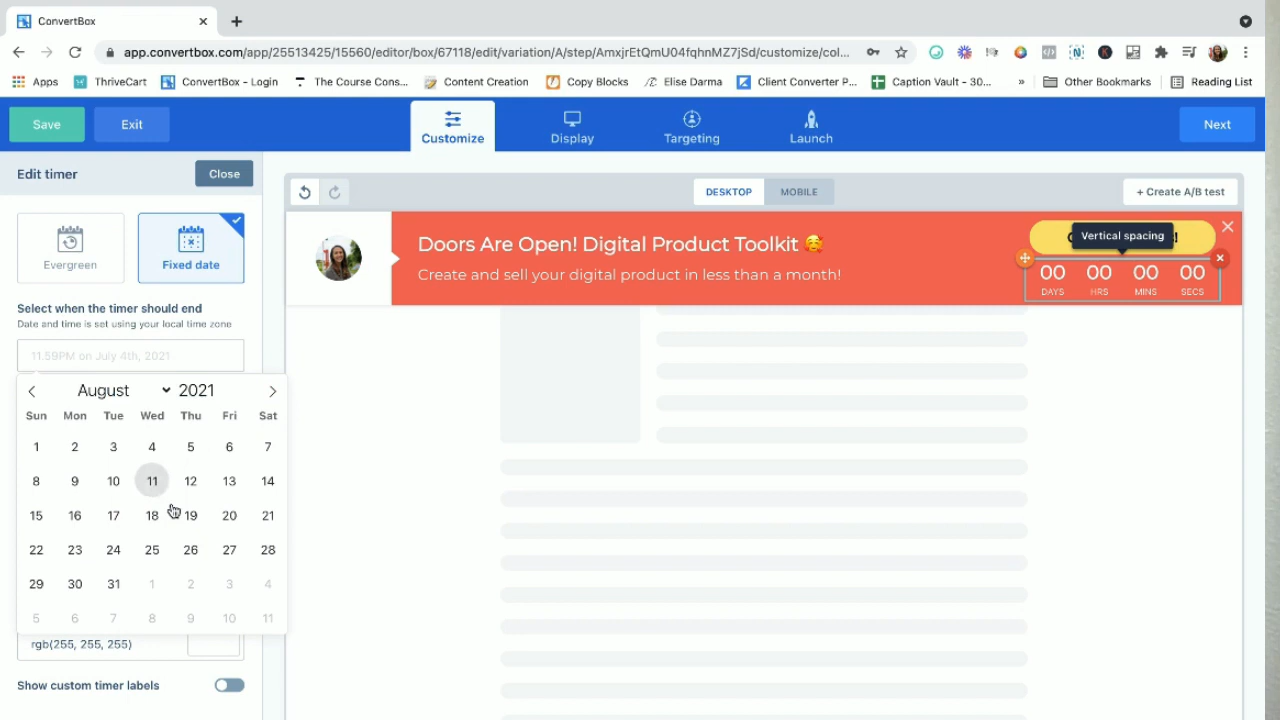 ConvertBox
app.convertbox.com/app/25513425/15560/editor/box/67118/edit/variation/A/step/AmxjrEtQmU04fqhnMZ7jSd/customize/col...
Apps ThriveCart ConvertBox - Login The Course Cons... Content Creation Copy Blocks Elise Darma Client Converter P... Caption Vault - 30... » Other Bookmarks Reading List
Save Exit Customize Display Targeting Launch Next
Edit timer Close
DESKTOP MOBILE + Create A/B test
Evergreen Fixed date
Doors Are Open! Digital Product Toolkit 🥰
Create and sell your digital product in less than a month!
Vertical spacing
00 00 00 00
DAYS HRS MINS SECS
Select when the timer should end
Date and time is set using your local time zone
11.59PM on July 4th, 2021
August 2021
Sun Mon Tue Wed Thu Fri Sat
1 2 3 4 5 6 7
8 9 10 11 12 13 14
15 16 17 18 19 20 21
22 23 24 25 26 27 28
29 30 31 1 2 3 4
5 6 7 8 9 10 11
rgb(255, 255, 255)
Show custom timer labels